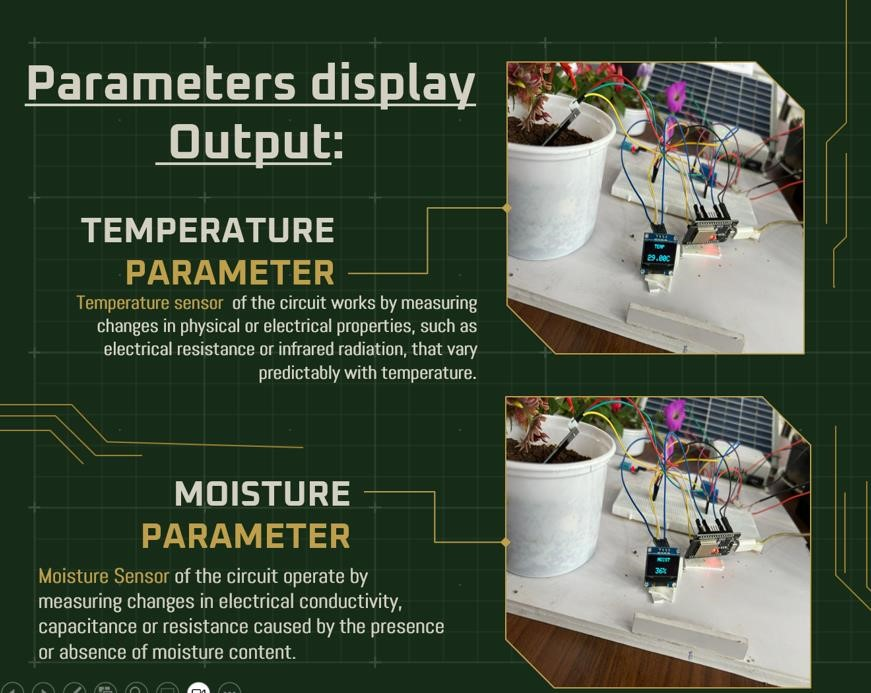 Parameters display
Output:
TEMPERATURE
PARAMETER
Temperature sensor of the circuit works by measuring
changes in physical or electrical properties, such as
electrical resistance or infrared radiation, that vary
predictably with temperature.
TEMP
29.00C
MOISTURE
PARAMETER
Moisture Sensor of the circuit operate by
measuring changes in electrical conductivity,
capacitance or resistance caused by the presence
or absence of moisture content.
MOIST
36%